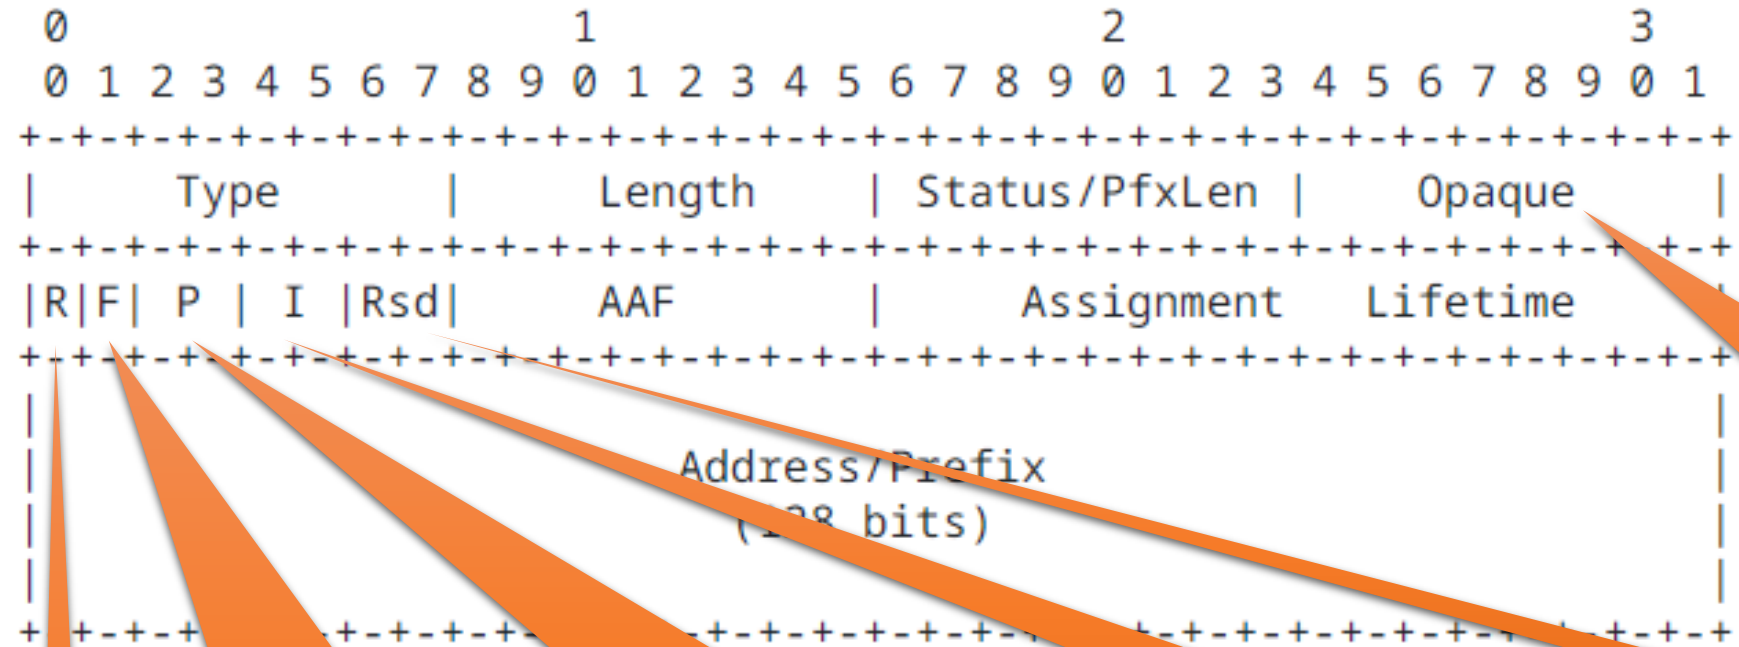 0 1 2 3
0 1 2 3 4 5 6 7 8 9 0 1 2 3 4 5 6 7 8 9 0 1 2 3 4 5 6 7 8 9 0 1
+-+-+-+-+-+-+-+-+-+-+-+-+-+-+-+-+-+-+-+-+-+-+-+-+-+-+-+-+-+-+-+-+
| Type | Length | Status/PfxLen | Opaque |
+-+-+-+-+-+-+-+-+-+-+-+-+-+-+-+-+-+-+-+-+-+-+-+-+-+-+-+-+-+-+-+-+
|R|F| P | I |Rsd| AAF | Assignment Lifetime |
+-+-+-+-+-+-+-+-+-+-+-+-+-+-+-+-+-+-+-+-+-+-+-+-+-+-+-+-+-+-+-+-+
| |
| Address/Prefix |
| (128 bits) |
| |
+-+-+-+-+-+-+-+-+-+-+-+-+-+-+-+-+-+-+-+-+-+-+-+-+-+-+-+-+-+-+-+-+